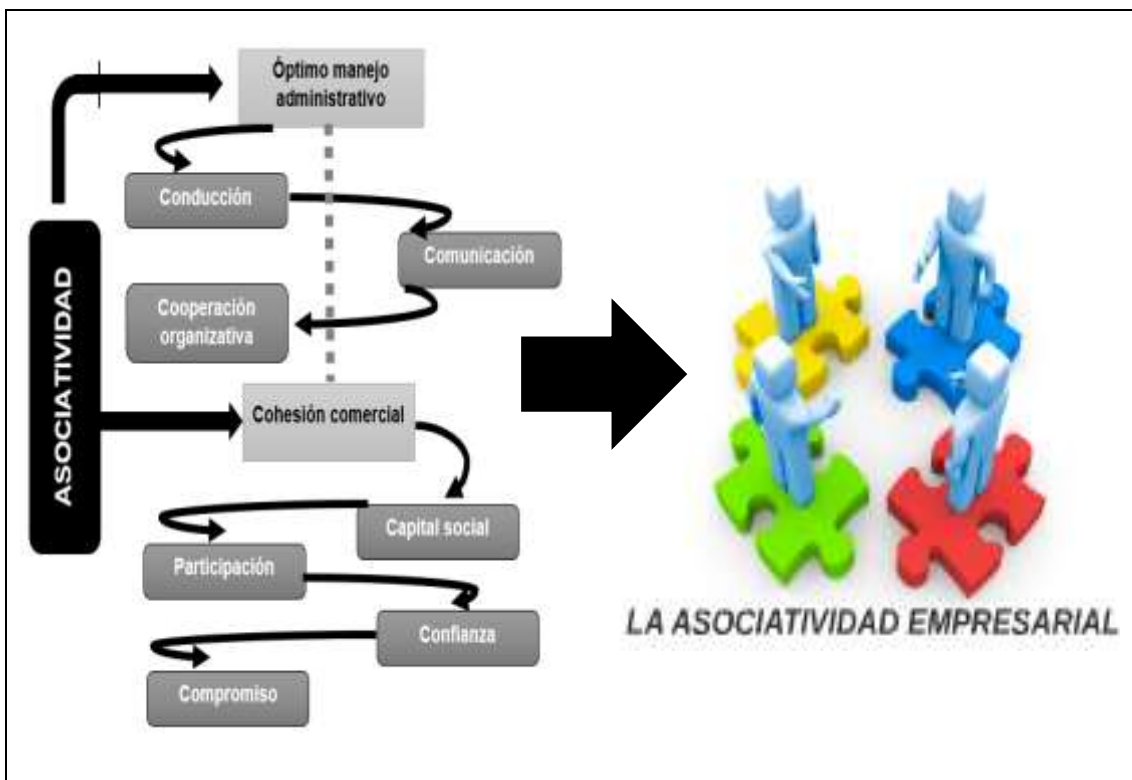 Óptimo manejo
administrativo
Conducción
Comunicación
Cooperación
organizativa
ASOCIATIVIDAD
Cohesión comercial
Capital social
Participación
Confianza
Compromiso
LA ASOCIATIVIDAD EMPRESARIAL